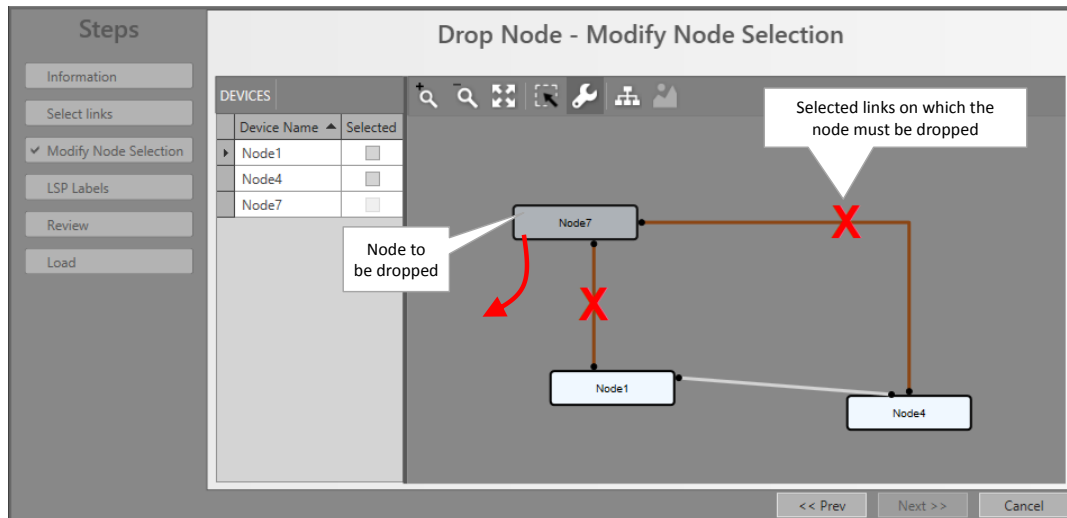 Steps
Information
Select links
Modify Node Selection
LSP Labels
Review
Load
Drop Node - Modify Node Selection
DEVICES
Device Name Selected
Node1
Node4
Node7
Selected links on which the
node must be dropped
Node7
Node to
be dropped
X
X
Node1
Node4
<< Prev
Next >>
Cancel